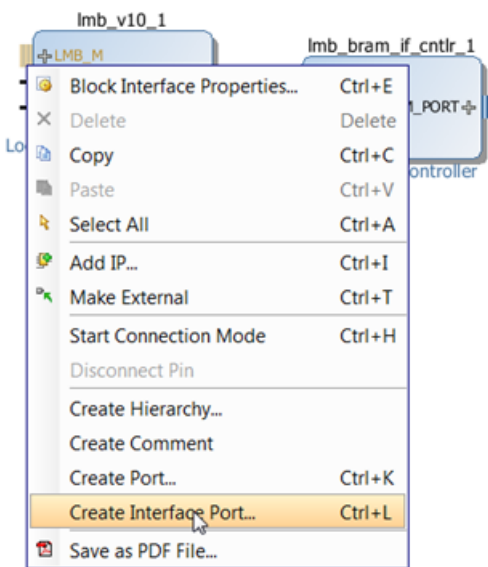 lmb_v10_1
LMB_M
lmb_bram_if_cntlr_1
Block Interface Properties... Ctrl+E
Delete Delete
Copy Ctrl+C
Paste Ctrl+V
Select All Ctrl+A
Add IP... Ctrl+I
Make External Ctrl+T
Start Connection Mode Ctrl+H
Disconnect Pin
Create Hierarchy...
Create Comment
Create Port... Ctrl+K
Create Interface Port... Ctrl+L
Save as PDF File...
_PORT
Lo
ontroller